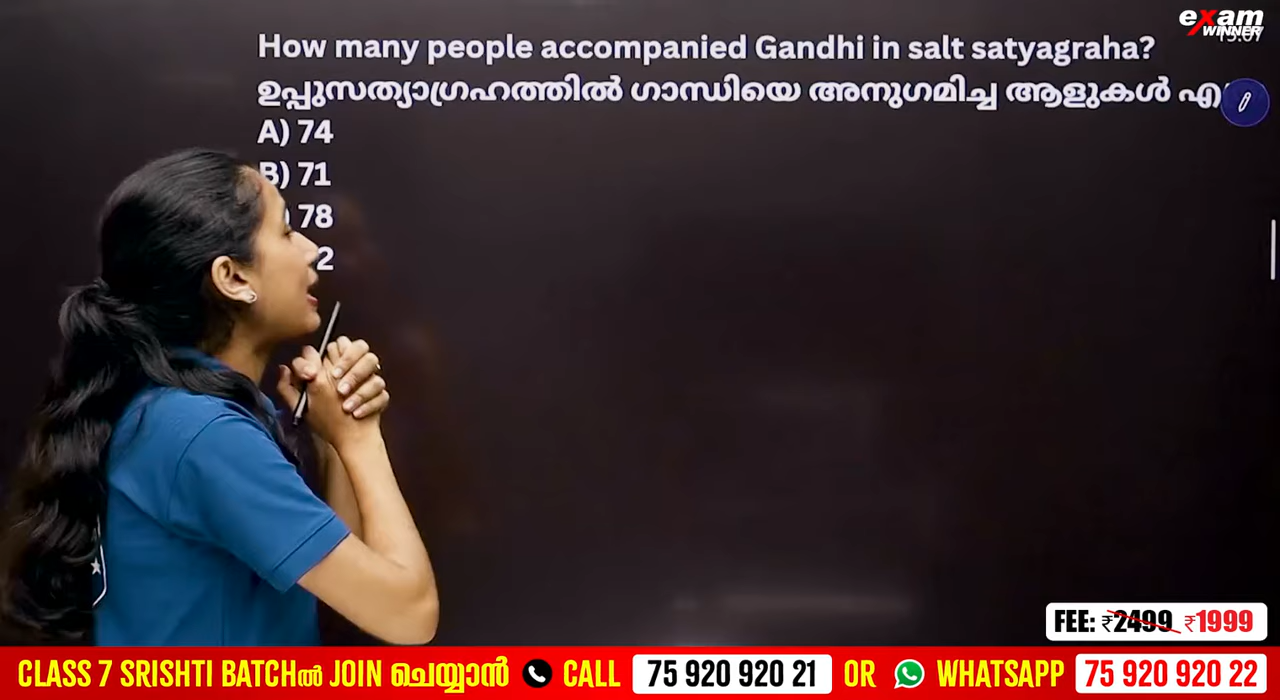 exam
WINNER
How many people accompanied Gandhi in salt satyagraha?
ഉപ്പുസത്യാഗ്രഹത്തിൽ ഗാന്ധിയെ അനുഗമിച്ച ആളുകൾ
A) 74
B) 71
78
2
FEE: ₹2499 ₹1999
CLASS 7 SRISHTI BATCHൽ JOIN ചെയ്യാൻ CALL 75 920 920 21 OR WHATSAPP 75 920 920 22